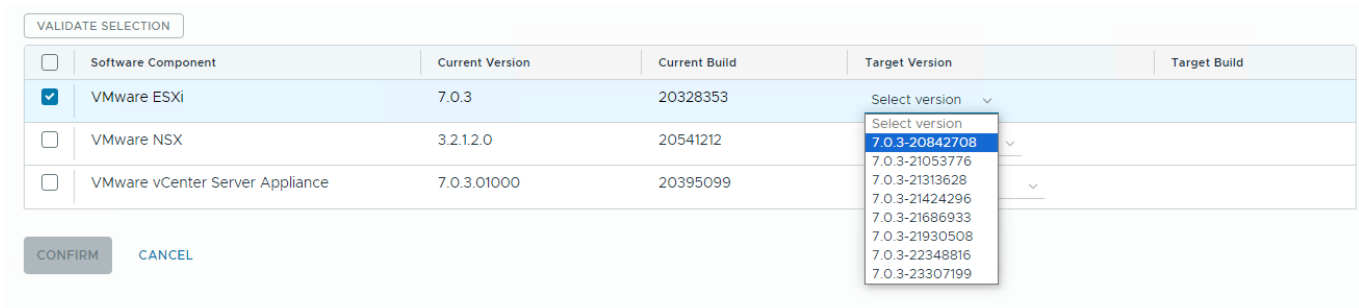 VALIDATE SELECTION
Software Component Current Version Current Build Target Version Target Build
VMware ESXi 7.0.3 20328353 Select version
Select version
VMware NSX 3.2.1.2.0 20541212 7.0.3-20842708
7.0.3-21053776
7.0.3-21313628
VMware vCenter Server Appliance 7.0.3.01000 20395099 7.0.3-21424296
7.0.3-21686933
7.0.3-21930508
CONFIRM CANCEL 7.0.3-22348816
7.0.3-23307199